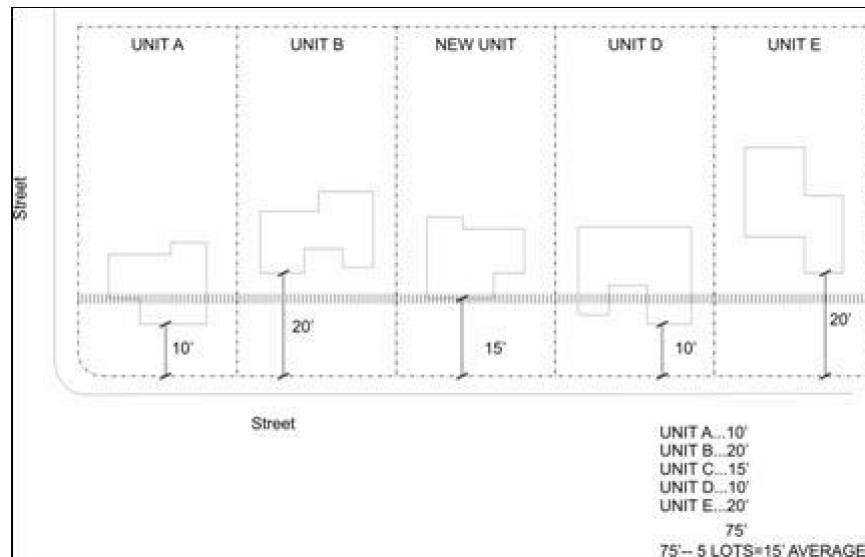 UNIT A
UNIT B
NEW UNIT
UNIT D
UNIT E
Street
10'
20'
15'
10'
20'
Street
UNIT A...10'
UNIT B...20'
UNIT C...15'
UNIT D...10'
UNIT E...20'
75'
75'-- 5 LOTS=15' AVERAGE